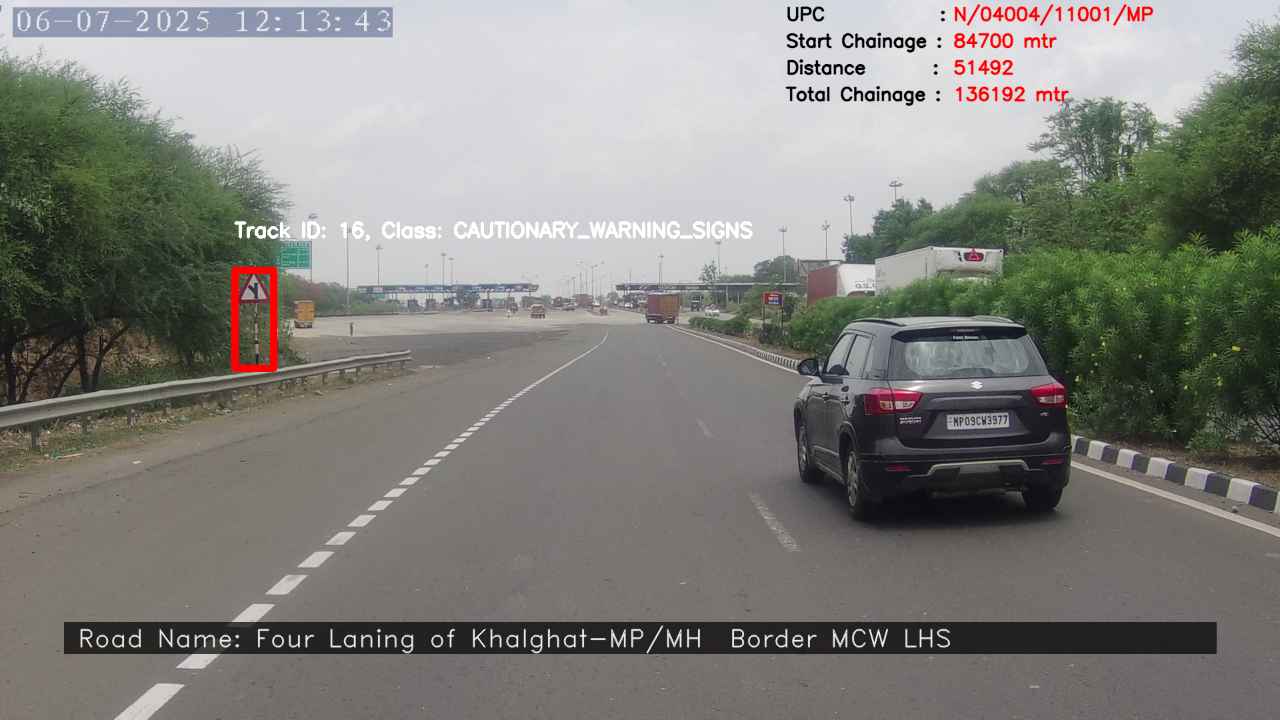 06-07-2025 12:13:43
UPC : N/04004/11001/MP
Start Chainage : 84700 mtr
Distance : 51492
Total Chainage : 136192 mtr
Track ID: 16, Class: CAUTIONARY_WARNING_SIGNS
MP09CW3977
Road Name: Four Laning of Khalghat-MP/MH Border MCW LHS